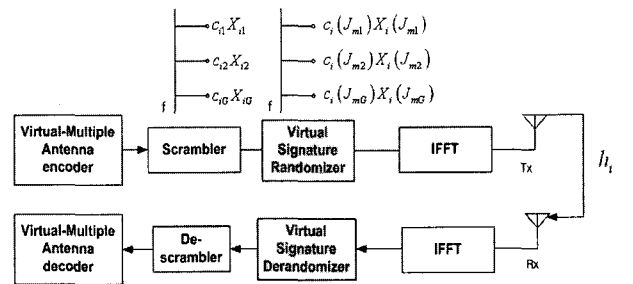 c_{i1} X_{i1}
c_i (J_{m1}) X_i (J_{m1})
c_{i2} X_{i2}
c_i (J_{m2}) X_i (J_{m2})
c_{iG} X_{iG}
c_i (J_{mG}) X_i (J_{mG})
f
f
Virtual-Multiple
Antenna
encoder
Scrambler
Virtual
Signature
Randomizer
IFFT
Tx
h_i
Virtual-Multiple
Antenna
decoder
De-
scrambler
Virtual
Signature
Derandomizer
IFFT
Rx